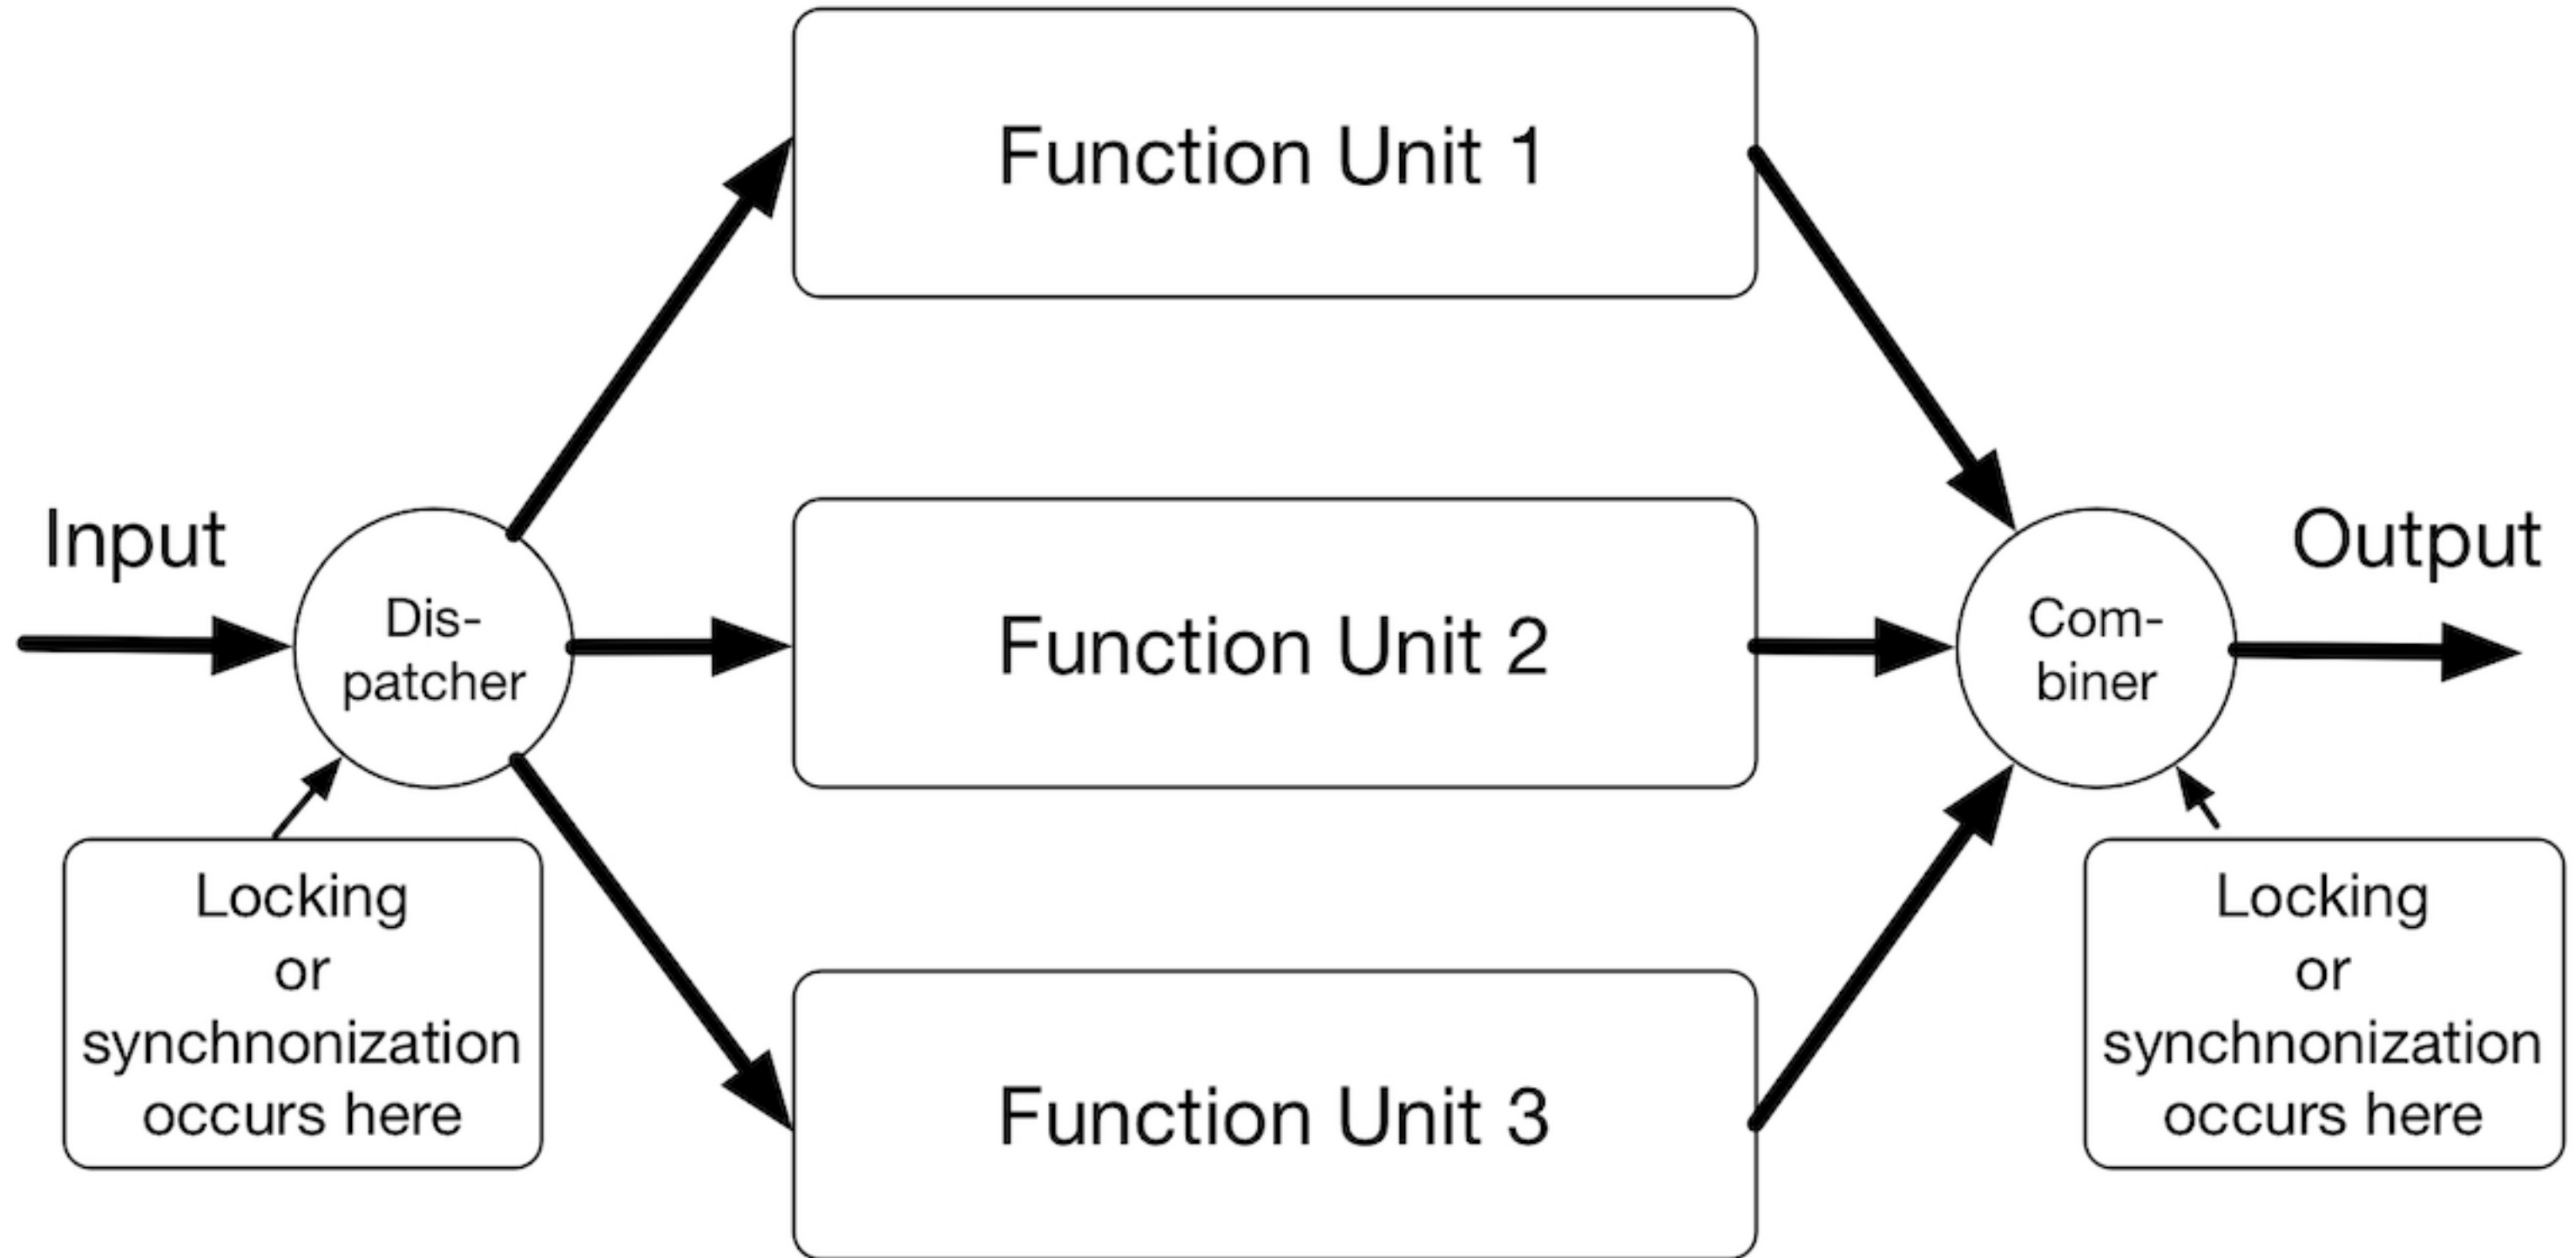 Function Unit 1
Input
Dis-
patcher
Function Unit 2
Com-
biner
Output
Locking
or
synchnonization
occurs here
Function Unit 3
Locking
or
synchnonization
occurs here